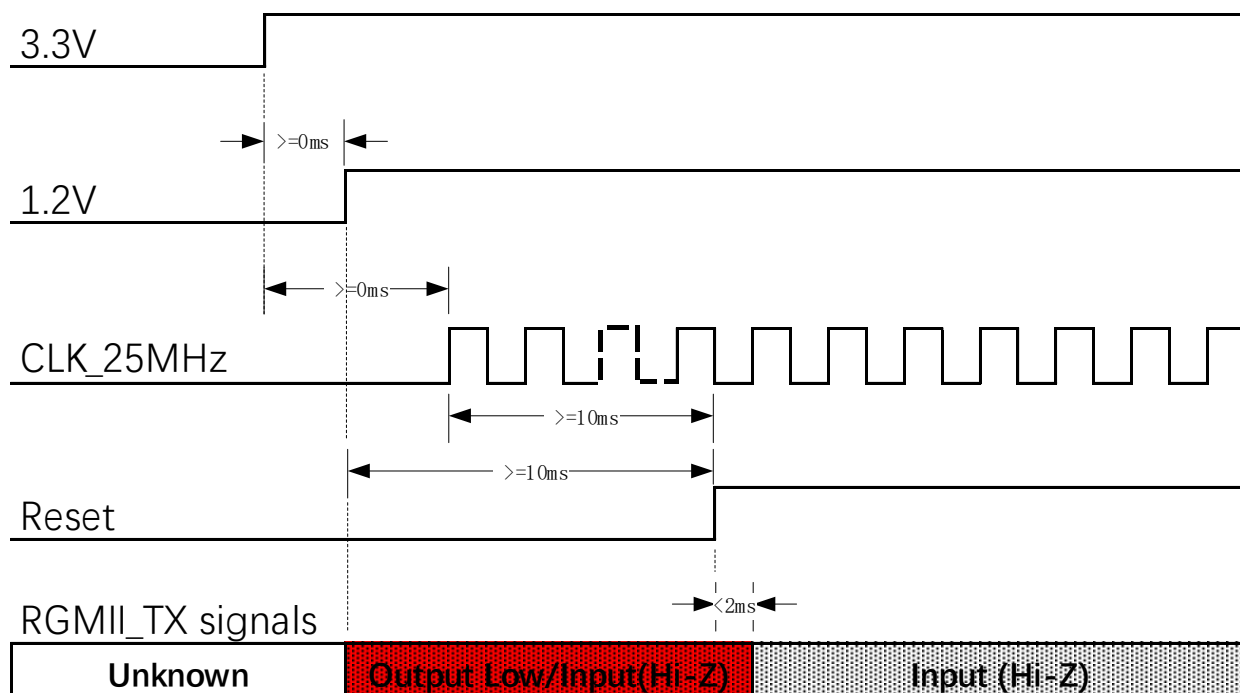 3.3V
>=0ms
1.2V
>=0ms
CLK_25MHz
>=10ms
>=10ms
Reset
<2ms
RGMII_TX signals
Unknown Output Low/Input(Hi-Z) Input (Hi-Z)